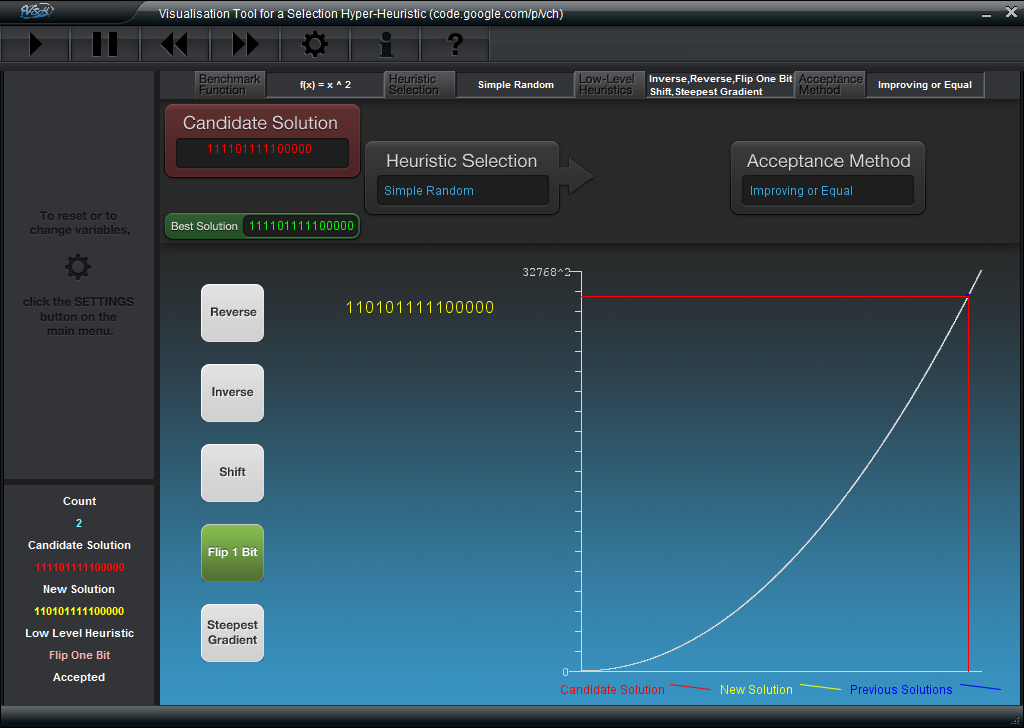 Visualisation Tool for a Selection Hyper-Heuristic (code.google.com/p/vch)
?
Benchmark
Function
f(x) = x ^ 2
Heuristic
Selection
Simple Random
Low-Level
Heuristics
Inverse,Reverse,Flip One Bit
Shift,Steepest Gradient
Acceptance
Method
Improving or Equal
Candidate Solution
111101111100000
Heuristic Selection
Simple Random
Acceptance Method
Improving or Equal
Best Solution
111101111100000
To reset or to
change variables,
click the SETTINGS
button on the
main menu.
Reverse
Inverse
Shift
Flip 1 Bit
Steepest
Gradient
110101111100000
32768^2
0
Candidate Solution
New Solution
Previous Solutions
Count
2
Candidate Solution
111101111100000
New Solution
110101111100000
Low Level Heuristic
Flip One Bit
Accepted